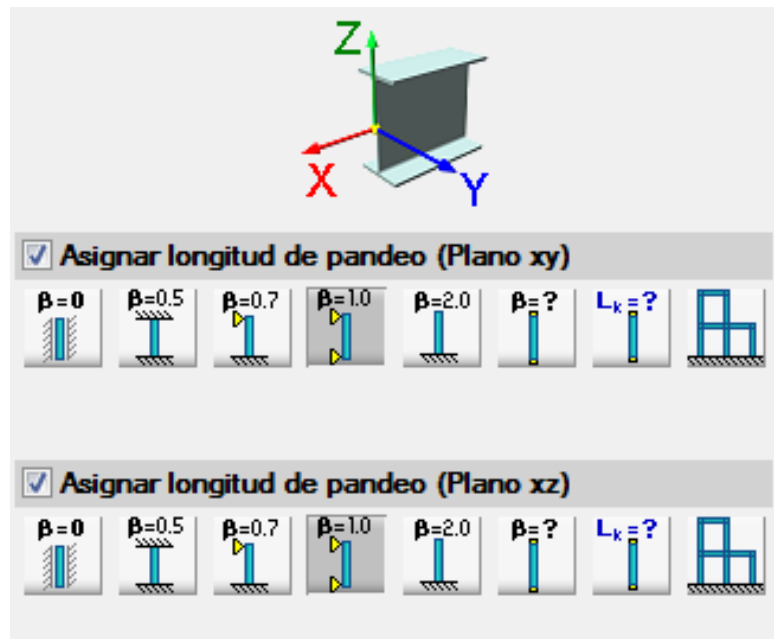 Z
X
Y
Asignar longitud de pandeo (Plano xy)
β=0 β=0.5 β=0.7 β=1.0 β=2.0 β=? Lₖ=?
Asignar longitud de pandeo (Plano xz)
β=0 β=0.5 β=0.7 β=1.0 β=2.0 β=? Lₖ=?